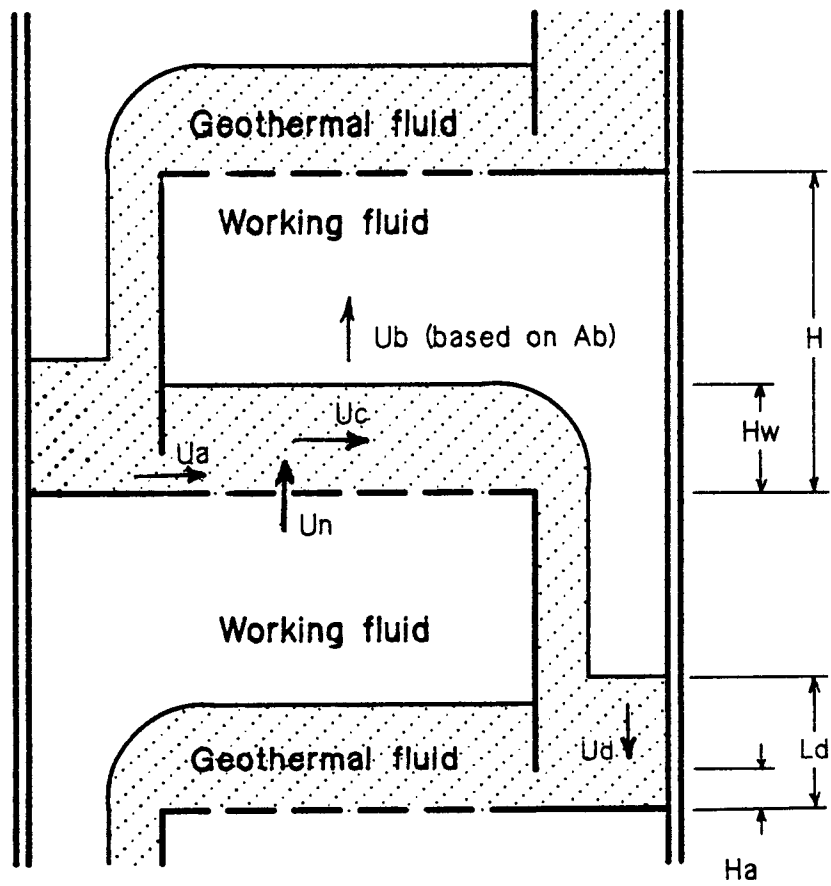 Geothermal fluid
Working fluid
Ub (based on Ab)
H
Uc
Hw
Ua
Un
Working fluid
Geothermal fluid
Ud
Ld
Ha